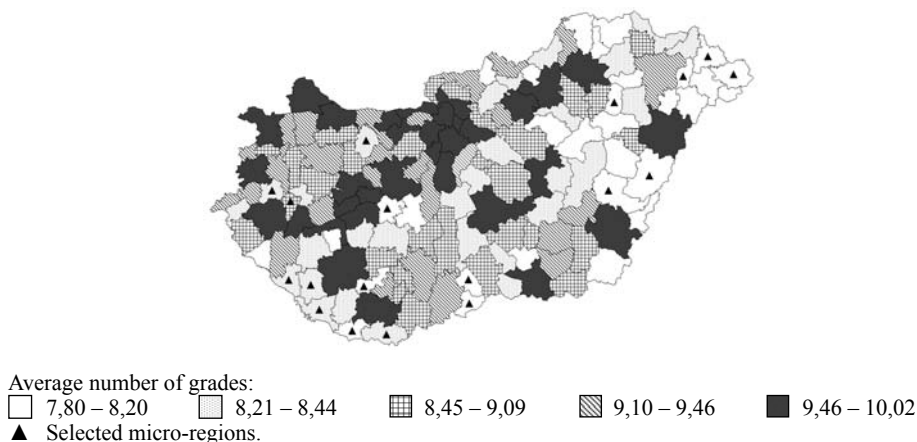 Average number of grades:
7,80 – 8,20 8,21 – 8,44 8,45 – 9,09 9,10 – 9,46 9,46 – 10,02
▲ Selected micro-regions.